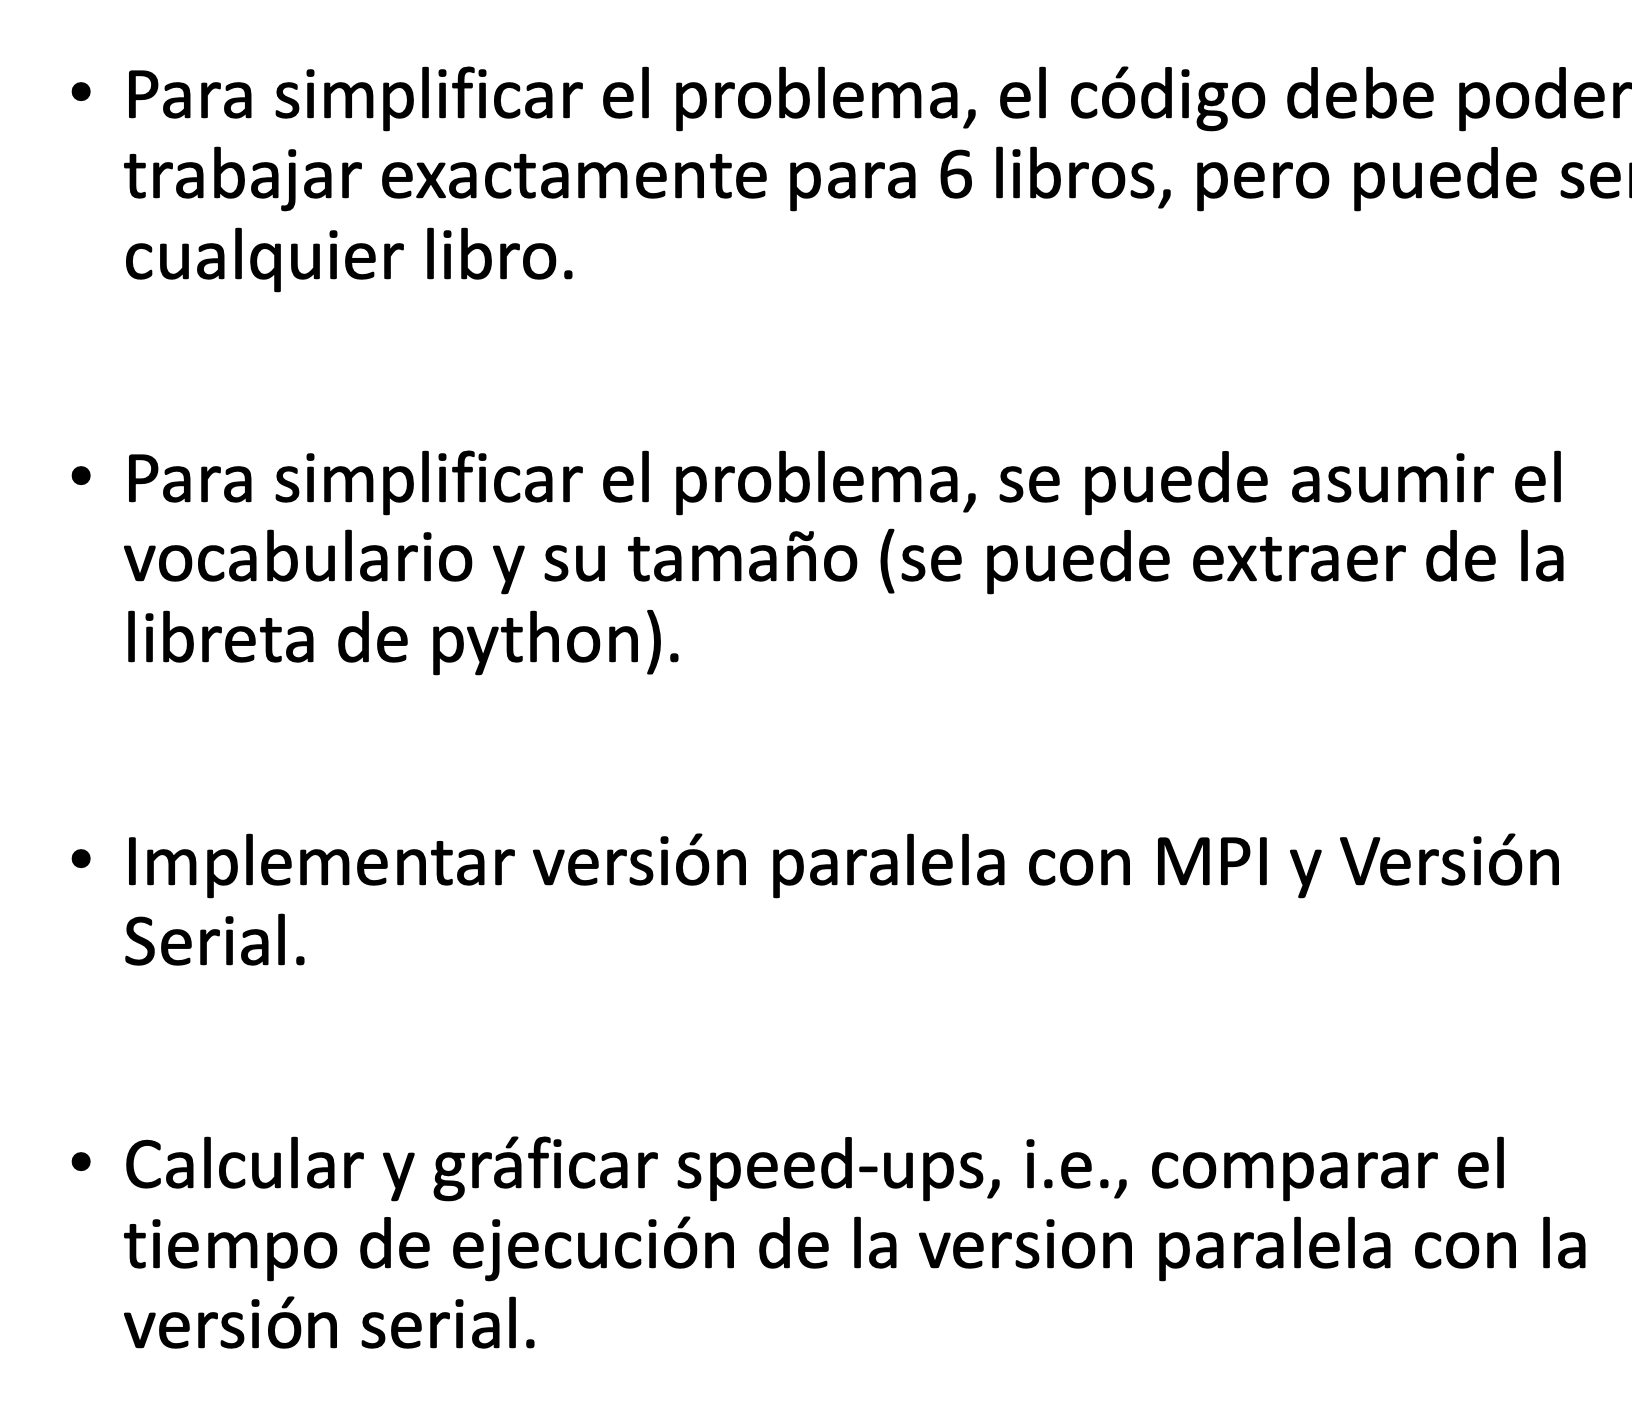 • Para simplificar el problema, el código debe poder
trabajar exactamente para 6 libros, pero puede ser
cualquier libro.
• Para simplificar el problema, se puede asumir el
vocabulario y su tamaño (se puede extraer de la
libreta de python).
• Implementar versión paralela con MPI y Versión
Serial.
• Calcular y gráficar speed-ups, i.e., comparar el
tiempo de ejecución de la version paralela con la
versión serial.